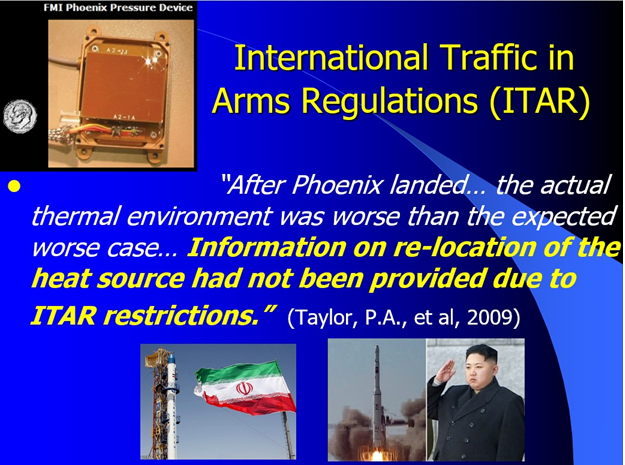 FMI Phoenix Pressure Device
A2-2A
A2-1A
International Traffic in
Arms Regulations (ITAR)
“After Phoenix landed… the actual
thermal environment was worse than the expected
worse case… Information on re-location of the
heat source had not been provided due to
ITAR restrictions.” (Taylor, P.A., et al, 2009)